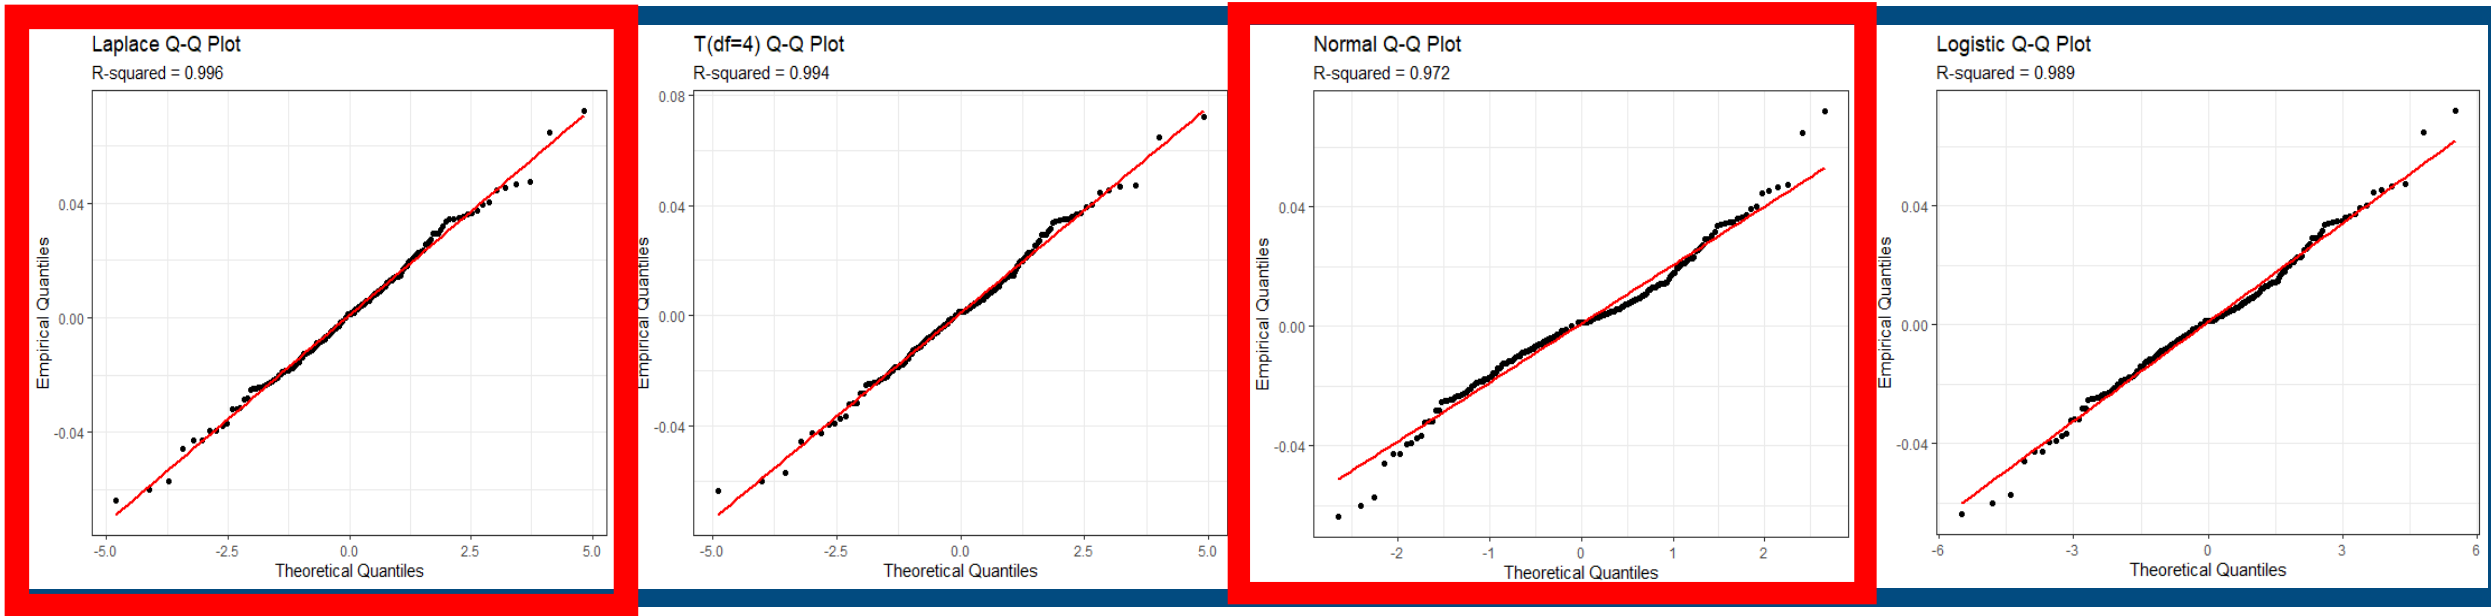 Laplace Q-Q Plot
R-squared = 0.996
0.04
0.00
-0.04
Empirical Quantiles
-5.0 -2.5 0.0 2.5 5.0
Theoretical Quantiles
T(df=4) Q-Q Plot
R-squared = 0.994
0.08
0.04
0.00
-0.04
Empirical Quantiles
-5.0 -2.5 0.0 2.5 5.0
Theoretical Quantiles
Normal Q-Q Plot
R-squared = 0.972
0.04
0.00
-0.04
Empirical Quantiles
-2 -1 0 1 2
Theoretical Quantiles
Logistic Q-Q Plot
R-squared = 0.989
0.04
0.00
-0.04
Empirical Quantiles
-6 -3 0 3 6
Theoretical Quantiles